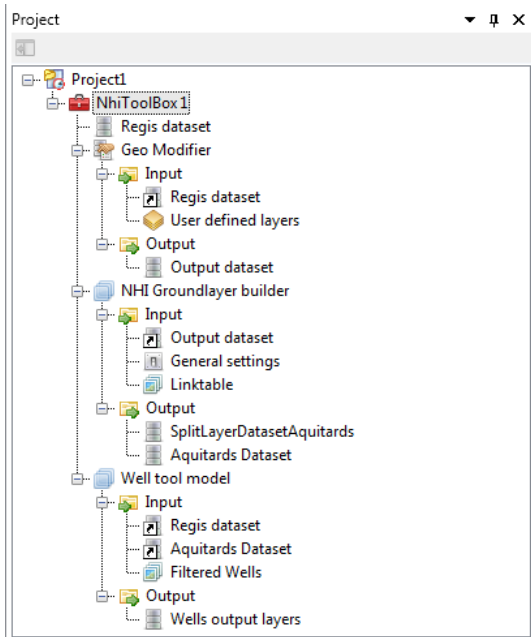 Project
Project1
NhiToolBox1
Regis dataset
Geo Modifier
Input
Regis dataset
User defined layers
Output
Output dataset
NHI Groundlayer builder
Input
Output dataset
General settings
Linktable
Output
SplitLayerDatasetAquitards
Aquitards Dataset
Well tool model
Input
Regis dataset
Aquitards Dataset
Filtered Wells
Output
Wells output layers